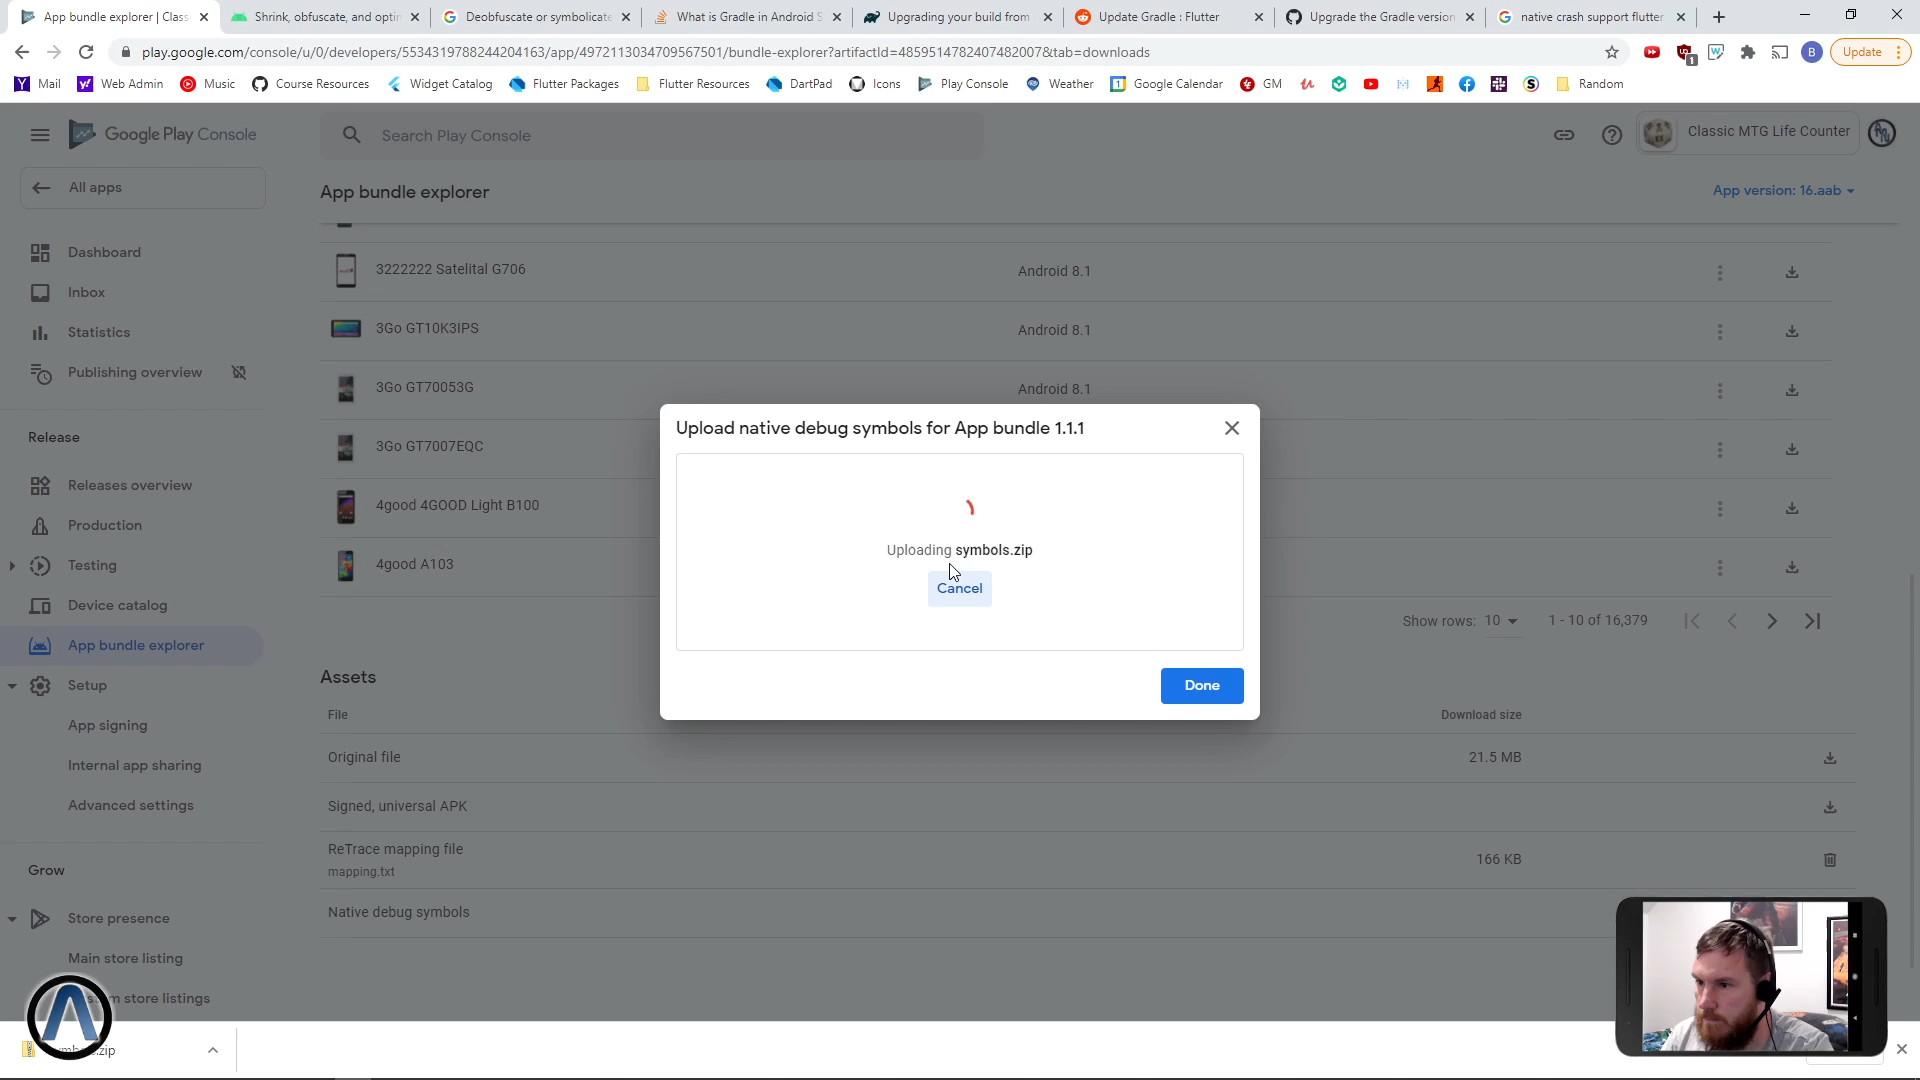 App bundle explorer | Clas
Shrink, obfuscate, and optim
Deobfuscate or symbolicate
What is Gradle in Android S
Upgrading your build from
Update Gradle : Flutter
Upgrade the Gradle version
native crash support flutter
play.google.com/console/u/0/developers/5534319788244204163/app/4972113034709567501/bundle-explorer?artifactId=4859514782407482007&tab=downloads
1
B
Update
Mail
Web Admin
Music
Course Resources
Widget Catalog
Flutter Packages
Flutter Resources
DartPad
Icons
Play Console
Weather
Google Calendar
GM
Random
Google Play Console
Search Play Console
Classic MTG Life Counter
All apps
App bundle explorer
App version: 16.aab
Dashboard
Inbox
Statistics
Publishing overview
Release
Releases overview
Production
Testing
Device catalog
App bundle explorer
Setup
App signing
Internal app sharing
Advanced settings
Grow
Store presence
Main store listing
stom store listings
3222222 Satelital G706
Android 8.1
3Go GT10K3IPS
Android 8.1
3Go GT70053G
Android 8.1
3Go GT7007EQC
4good 4GOOD Light B100
4good A103
Upload native debug symbols for App bundle 1.1.1
Uploading symbols.zip
Cancel
Done
Show rows: 10
1 - 10 of 16,379
Assets
File
Download size
Original file
21.5 MB
Signed, universal APK
ReTrace mapping file
mapping.txt
166 KB
Native debug symbols